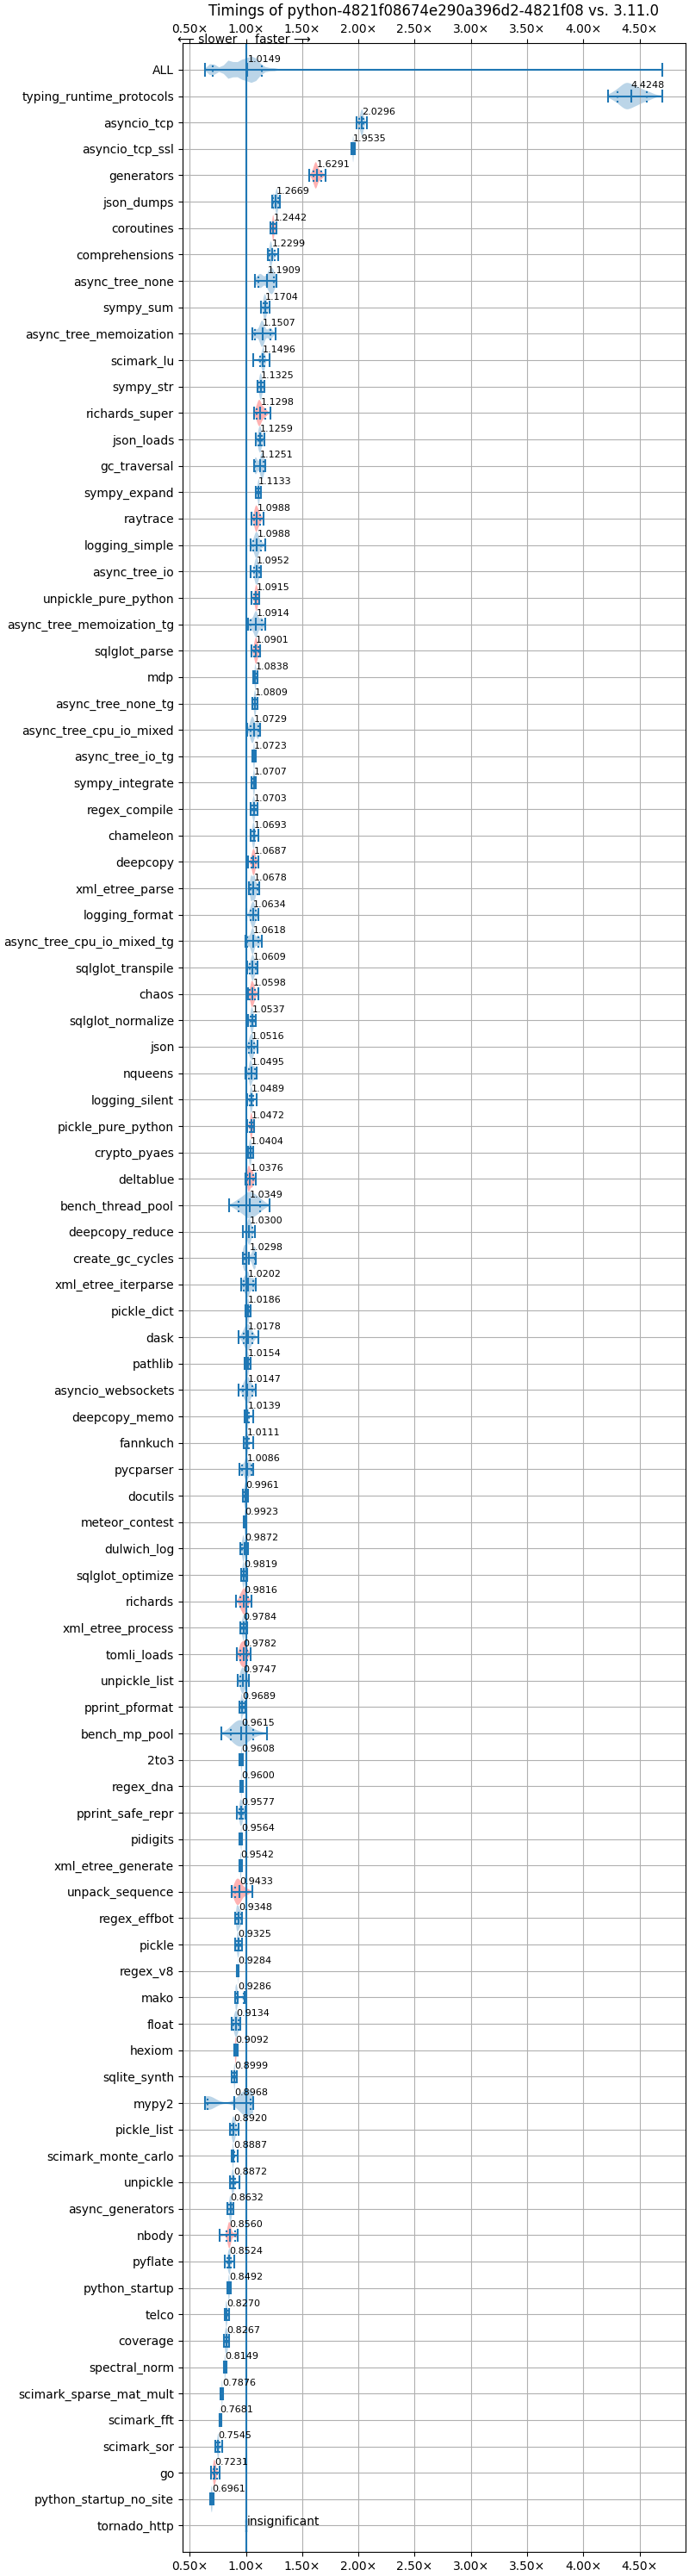 Timings of python-4821f08674e290a396d2-4821f08 vs. 3.11.0
0.50× 1.00× 1.50× 2.00× 2.50× 3.00× 3.50× 4.00× 4.50×
⟵ slower faster ⟶
ALL 1.0149
typing_runtime_protocols 4.4248
asyncio_tcp 2.0296
asyncio_tcp_ssl 1.9535
generators 1.6291
json_dumps 1.2669
coroutines 1.2442
comprehensions 1.2299
async_tree_none 1.1909
sympy_sum 1.1704
async_tree_memoization 1.1507
scimark_lu 1.1496
sympy_str 1.1325
richards_super 1.1298
json_loads 1.1259
gc_traversal 1.1251
sympy_expand 1.1133
raytrace 1.0988
logging_simple 1.0988
async_tree_io 1.0952
unpickle_pure_python 1.0915
async_tree_memoization_tg 1.0914
sqlglot_parse 1.0901
mdp 1.0838
async_tree_none_tg 1.0809
async_tree_cpu_io_mixed 1.0729
async_tree_io_tg 1.0723
sympy_integrate 1.0707
regex_compile 1.0703
chameleon 1.0693
deepcopy 1.0687
xml_etree_parse 1.0678
logging_format 1.0634
async_tree_cpu_io_mixed_tg 1.0618
sqlglot_transpile 1.0609
chaos 1.0598
sqlglot_normalize 1.0537
json 1.0516
nqueens 1.0495
logging_silent 1.0489
pickle_pure_python 1.0472
crypto_pyaes 1.0404
deltablue 1.0376
bench_thread_pool 1.0349
deepcopy_reduce 1.0300
create_gc_cycles 1.0298
xml_etree_iterparse 1.0202
pickle_dict 1.0186
dask 1.0178
pathlib 1.0154
asyncio_websockets 1.0147
deepcopy_memo 1.0139
fannkuch 1.0111
pycparser 1.0086
docutils 0.9961
meteor_contest 0.9923
dulwich_log 0.9872
sqlglot_optimize 0.9819
richards 0.9816
xml_etree_process 0.9784
tomli_loads 0.9782
unpickle_list 0.9747
pprint_pformat 0.9689
bench_mp_pool 0.9615
2to3 0.9608
regex_dna 0.9600
pprint_safe_repr 0.9577
pidigits 0.9564
xml_etree_generate 0.9542
unpack_sequence 0.9433
regex_effbot 0.9348
pickle 0.9325
regex_v8 0.9284
mako 0.9286
float 0.9134
hexiom 0.9092
sqlite_synth 0.8999
mypy2 0.8968
pickle_list 0.8920
scimark_monte_carlo 0.8887
unpickle 0.8872
async_generators 0.8632
nbody 0.8560
pyflate 0.8524
python_startup 0.8492
telco 0.8270
coverage 0.8267
spectral_norm 0.8149
scimark_sparse_mat_mult 0.7876
scimark_fft 0.7681
scimark_sor 0.7545
go 0.7231
python_startup_no_site 0.6961
tornado_http insignificant
0.50× 1.00× 1.50× 2.00× 2.50× 3.00× 3.50× 4.00× 4.50×